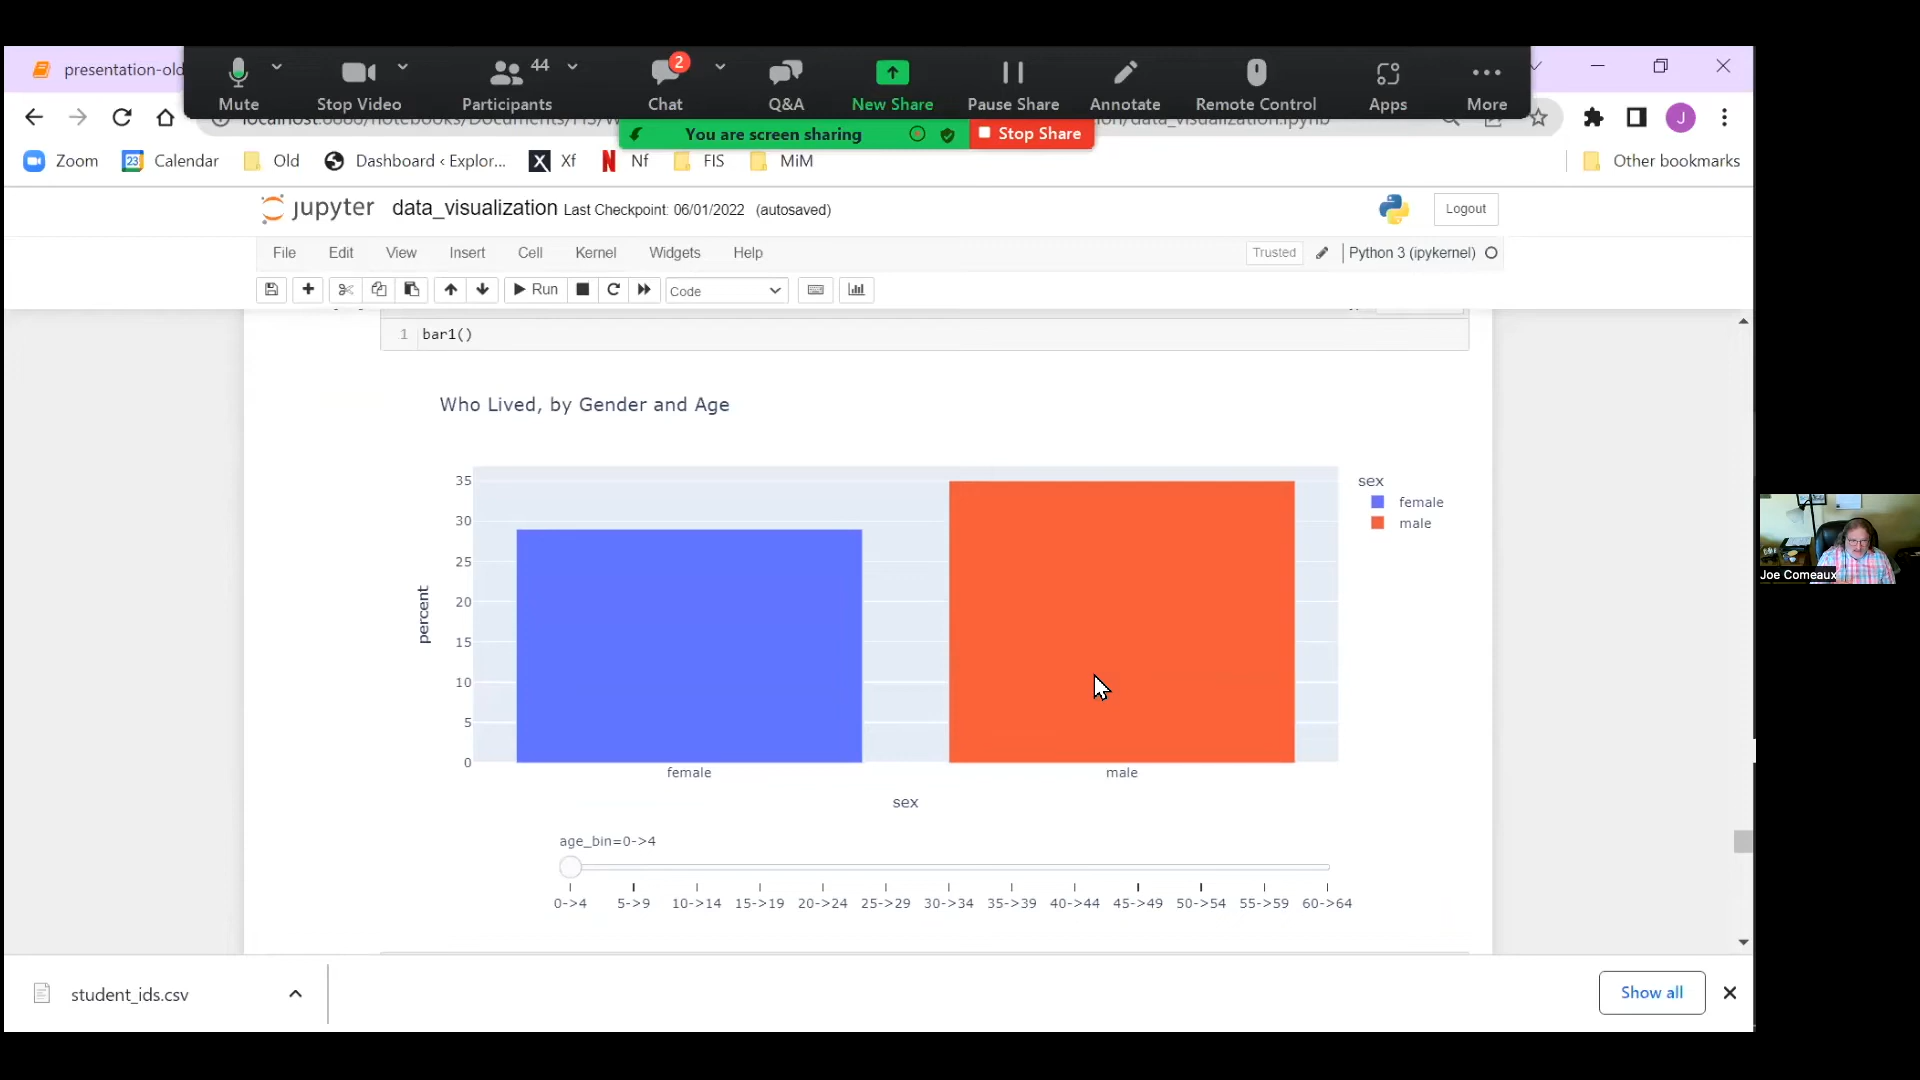 presentation-old
Mute
Stop Video
44
Participants
2
Chat
Q&A
New Share
Pause Share
Annotate
Remote Control
Apps
More
You are screen sharing
Stop Share
data_visualization.ipynb
J
Zoom
23
Calendar
Old
Dashboard ‹ Explor...
Xf
Nf
FIS
MiM
Other bookmarks
jupyter data_visualization Last Checkpoint: 06/01/2022 (autosaved)
Logout
File Edit View Insert Cell Kernel Widgets Help
Trusted
Python 3 (ipykernel)
Run
Code
1 bar1()
Who Lived, by Gender and Age
35
30
25
20
15
10
5
0
percent
female
male
sex
sex
female
male
age_bin=0->4
0->4 5->9 10->14 15->19 20->24 25->29 30->34 35->39 40->44 45->49 50->54 55->59 60->64
Joe Comeaux
student_ids.csv
Show all